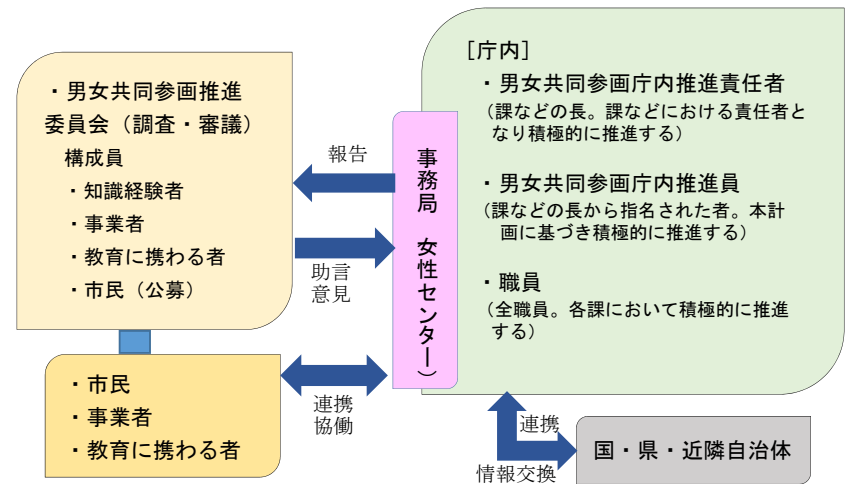 ・男女共同参画推進
委員会（調査・審議）
構成員
・知識経験者
・事業者
・教育に携わる者
・市民（公募）
・市民
・事業者
・教育に携わる者
報告
助言
意見
連携
協働
事務局　女性センター）
[庁内]
・男女共同参画庁内推進責任者
（課などの長。課などにおける責任者と
なり積極的に推進する）
・男女共同参画庁内推進員
（課などの長から指名された者。本計
画に基づき積極的に推進する）
・職員
（全職員。各課において積極的に推進
する）
連携
情報交換
国・県・近隣自治体